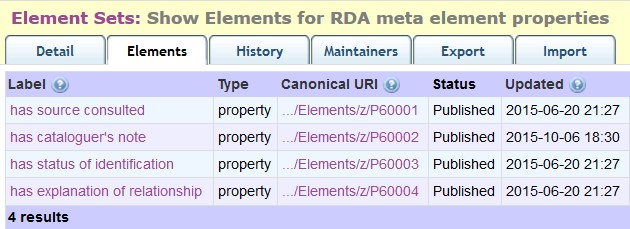 Element Sets: Show Elements for RDA meta element properties
Detail Elements History Maintainers Export Import
Label ? Type Canonical URI ? Status Updated ?
has source consulted property .../Elements/z/P60001 Published 2015-06-20 21:27
has cataloguer's note property .../Elements/z/P60002 Published 2015-10-06 18:30
has status of identification property .../Elements/z/P60003 Published 2015-06-20 21:27
has explanation of relationship property .../Elements/z/P60004 Published 2015-06-20 21:27
4 results